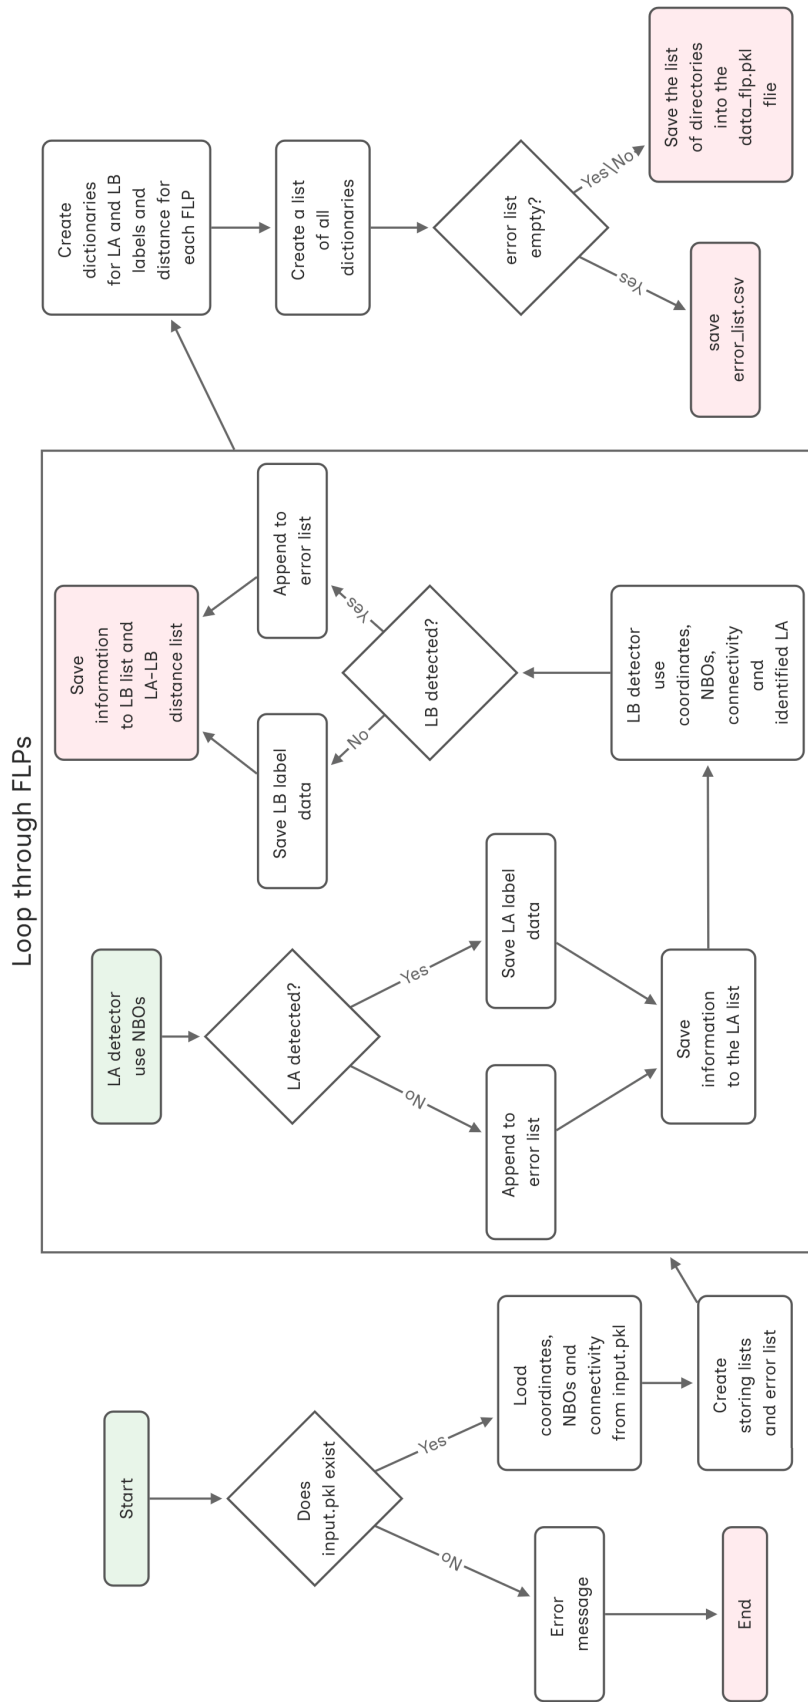 Start
Does
input.pkl exist
No
Yes
Error
message
End
Load
coordinates,
NBOs and
connectivity
from input.pkl
Create
storing lists
and error list
Loop through FLPs
LA detector
use NBOs
LA detected?
No
Yes
Append to
error list
Save LA label
data
Save
information
to the LA list
LB detector
use
coordinates,
NBOs,
connectivity
and
identified LA
LB detected?
No
Yes
Save LB label
data
Append to
error list
Save
information
to LB list and
LA-LB
distance list
Create
dictionaries
for LA and LB
labels and
distance for
each FLP
Create a list
of all
dictionaries
error list
empty?
Yes
Yes\No
save
error_list.csv
Save the list
of directories
into the
data_flp.pkl
flie